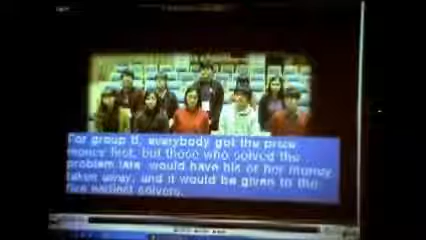 For group B, everybody got the price
money first, but those who solved the
problem late, would have his or her money
taken away, and it would be given to the
five earliest solvers.